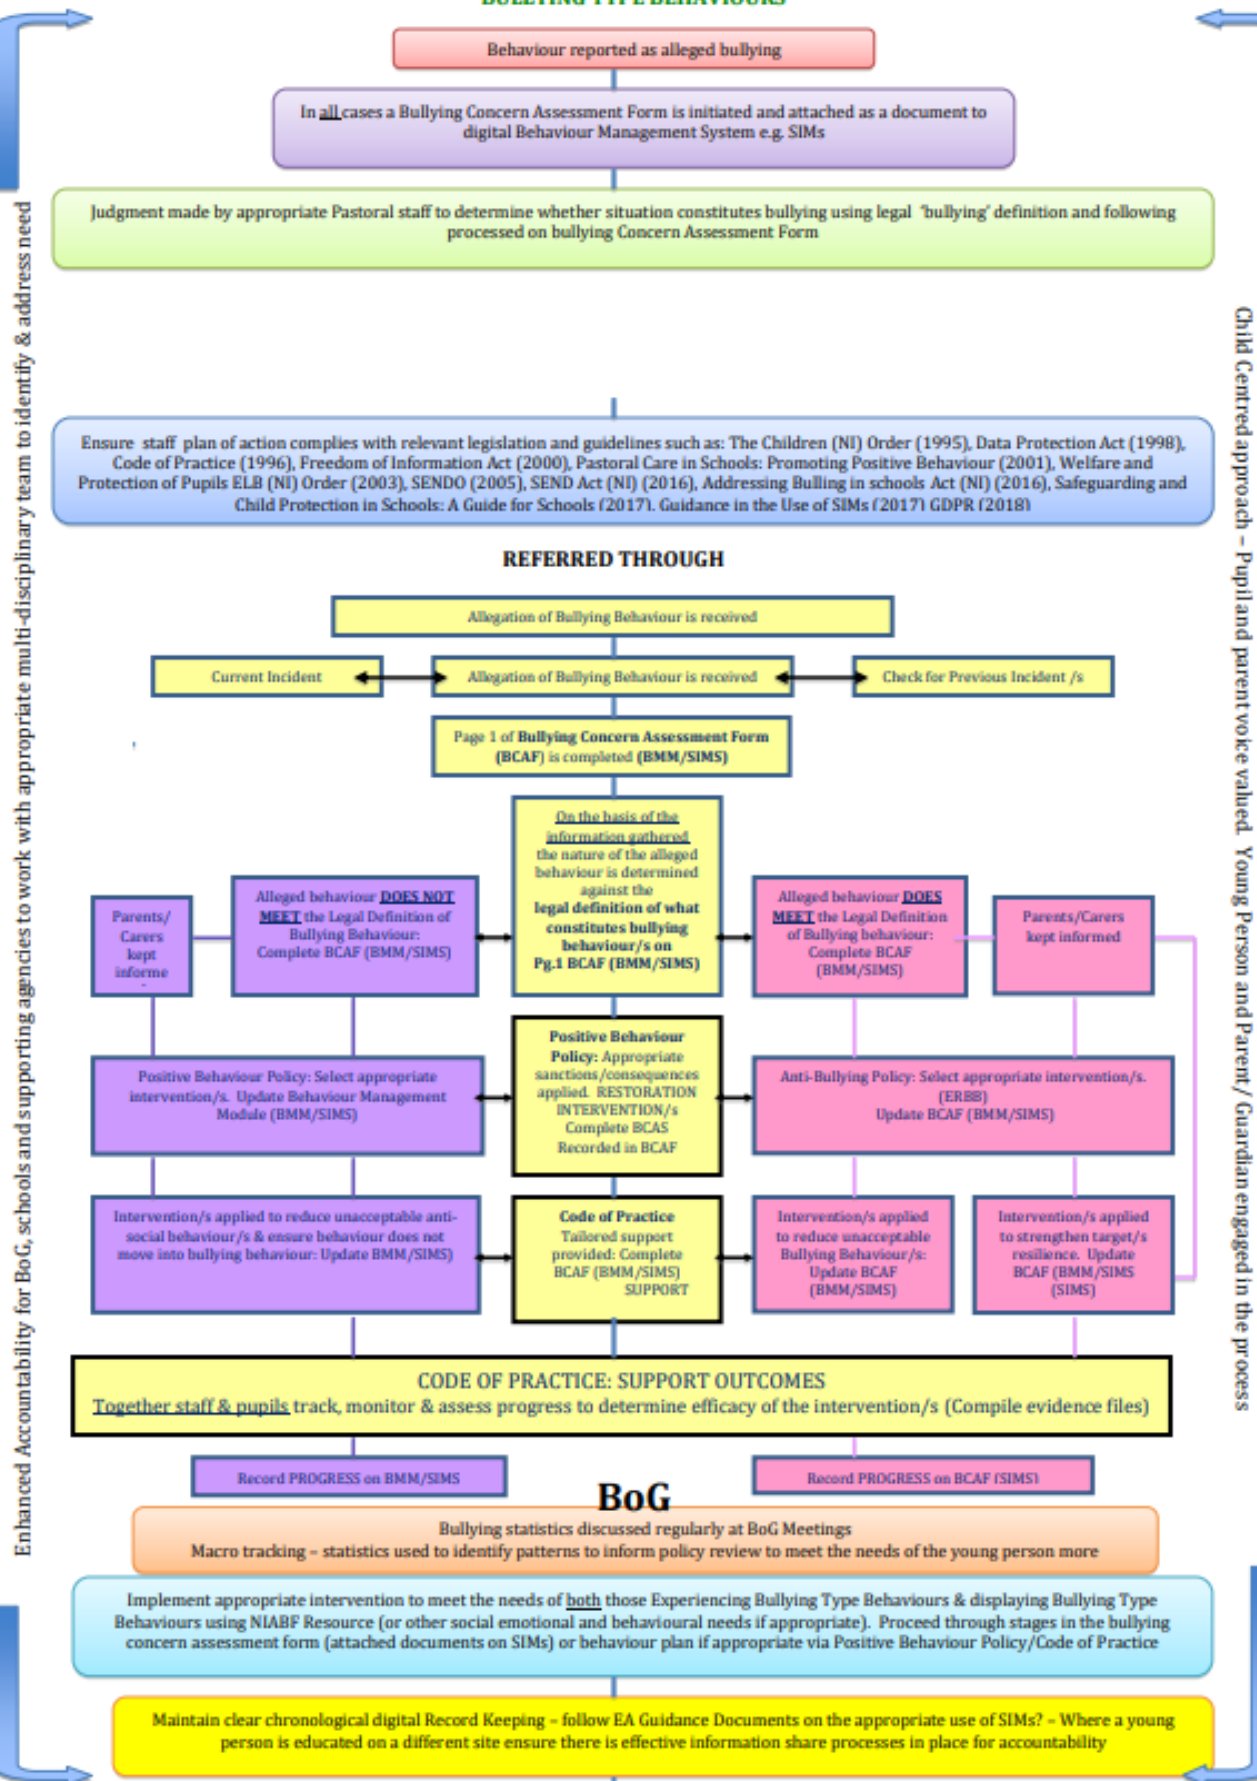 BULLYING TYPE BEHAVIOURS
Behaviour reported as alleged bullying
In all cases a Bullying Concern Assessment Form is initiated and attached as a document to
digital Behaviour Management System e.g. SIMs
Judgment made by appropriate Pastoral staff to determine whether situation constitutes bullying using legal 'bullying' definition and following
processed on bullying Concern Assessment Form
Ensure staff plan of action complies with relevant legislation and guidelines such as: The Children (NI) Order (1995), Data Protection Act (1998),
Code of Practice (1996), Freedom of Information Act (2000), Pastoral Care in Schools: Promoting Positive Behaviour (2001), Welfare and
Protection of Pupils ELB (NI) Order (2003), SENDO (2005), SEND Act (NI) (2016), Addressing Bulling in schools Act (NI) (2016), Safeguarding and
Child Protection in Schools: A Guide for Schools (2017). Guidance in the Use of SIMs (2017) GDPR (2018)
REFERRED THROUGH
Allegation of Bullying Behaviour is received
Current Incident
Allegation of Bullying Behaviour is received
Check for Previous Incident /s
Page 1 of Bullying Concern Assessment Form
(BCAF) is completed (BMM/SIMS)
On the basis of the
information gathered
the nature of the alleged
behaviour is determined
against the
legal definition of what
constitutes bullying
behaviour/s on
Pg.1 BCAF (BMM/SIMS)
Parents/
Carers
kept
informe
Alleged behaviour DOES NOT
MEET the Legal Definition of
Bullying Behaviour:
Complete BCAF (BMM/SIMS)
Alleged behaviour DOES
MEET the Legal Definition
of Bullying behaviour:
Complete BCAF
(BMM/SIMS)
Parents/Carers
kept informed
Positive Behaviour Policy: Select appropriate
intervention/s. Update Behaviour Management
Module (BMM/SIMS)
Positive Behaviour
Policy: Appropriate
sanctions/consequences
applied. RESTORATION
INTERVENTION/s
Complete BCAS
Recorded in BCAF
Anti-Bullying Policy: Select appropriate intervention/s.
(ERBB)
Update BCAF (BMM/SIMS)
Intervention/s applied to reduce unacceptable anti-
social behaviour/s & ensure behaviour does not
move into bullying behaviour: Update BMM/SIMS)
Code of Practice
Tailored support
provided: Complete
BCAF (BMM/SIMS)
SUPPORT
Intervention/s applied
to reduce unacceptable
Bullying Behaviour/s:
Update BCAF
(BMM/SIMS)
Intervention/s applied
to strengthen target/s
resilience. Update
BCAF (BMM/SIMS
(SIMS)
CODE OF PRACTICE: SUPPORT OUTCOMES
Together staff & pupils track, monitor & assess progress to determine efficacy of the intervention/s (Compile evidence files)
Record PROGRESS on BMM/SIMS
Record PROGRESS on BCAF (SIMS)
BoG
Bullying statistics discussed regularly at BoG Meetings
Macro tracking – statistics used to identify patterns to inform policy review to meet the needs of the young person more
Implement appropriate intervention to meet the needs of both those Experiencing Bullying Type Behaviours & displaying Bullying Type
Behaviours using NIABF Resource (or other social emotional and behavioural needs if appropriate). Proceed through stages in the bullying
concern assessment form (attached documents on SIMs) or behaviour plan if appropriate via Positive Behaviour Policy/Code of Practice
Maintain clear chronological digital Record Keeping – follow EA Guidance Documents on the appropriate use of SIMs? – Where a young
person is educated on a different site ensure there is effective information share processes in place for accountability
Enhanced Accountability for BoG, schools and supporting agencies to work with appropriate multi-disciplinary team to identify & address need
Child Centred approach – Pupil and parent voice valued. Young Person and Parent/ Guardian engaged in the process